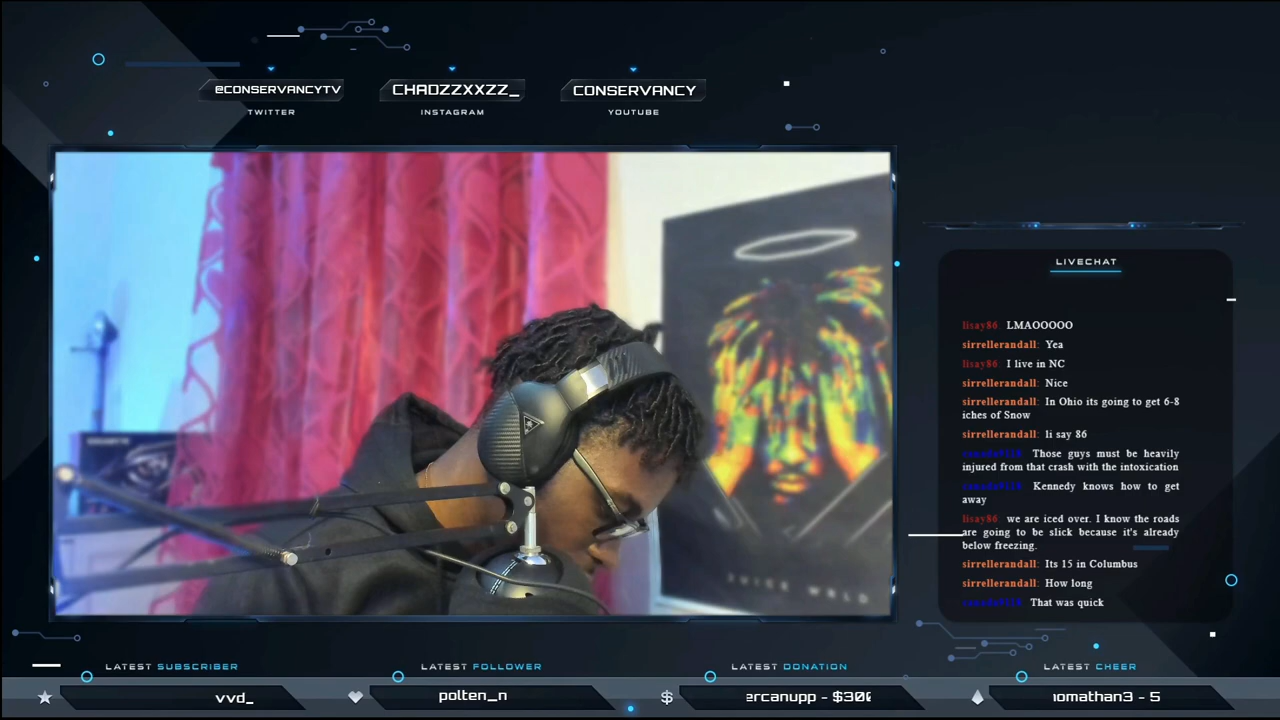 @CONSERVANCYTV
TWITTER
CHADZZXXZZ_
INSTAGRAM
CONSERVANCY
YOUTUBE
JUICE WRLD
LIVECHAT
lisay86: LMAOOOOO
sirrellerandall: Yea
lisay86: I live in NC
sirrellerandall: Nice
sirrellerandall: In Ohio its going to get 6-8
iches of Snow
sirrellerandall: li say 86
Those guys must be heavily
injured from that crash with the intoxication
Kennedy knows how to get
away
lisay86: we are iced over. I know the roads
are going to be slick because it's already
below freezing.
sirrellerandall: Its 15 in Columbus
sirrellerandall: How long
That was quick
LATEST SUBSCRIBER
vvd_
LATEST FOLLOWER
polten_n
LATEST DONATION
ercanupp - $300
LATEST CHEER
nomathan3 - 5